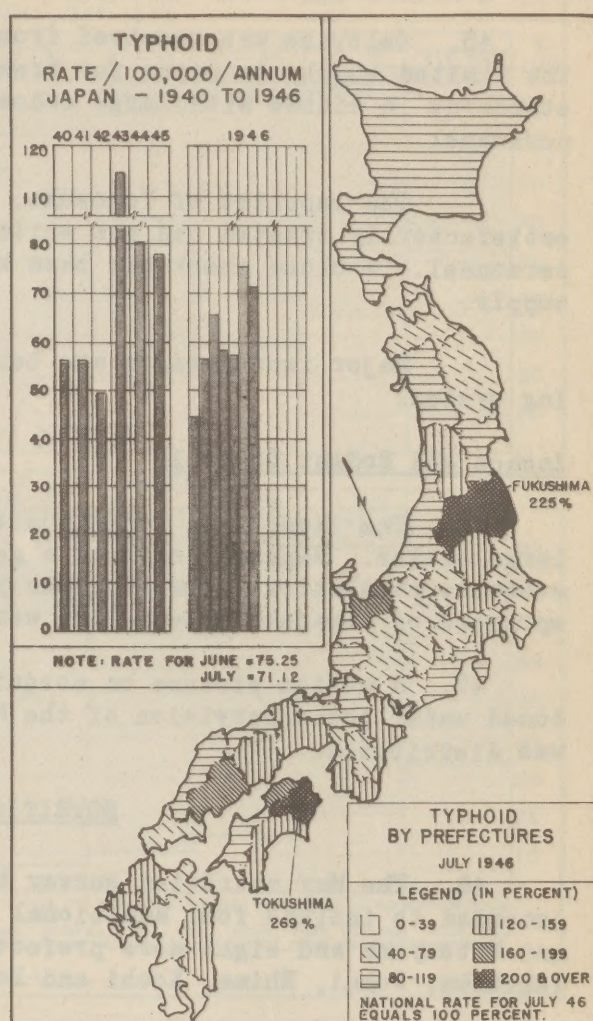 TYPHOID
RATE/100,000/ANNUM
JAPAN - 1940 TO 1946
40 41 42 43 44 45 1946
120
110
80
70
60
50
40
30
20
10
0
NOTE: RATE FOR JUNE = 75.25
JULY = 71.12
N
FUKUSHIMA
225%
TOKUSHIMA
269%
TYPHOID
BY PREFECTURES
JULY 1946
LEGEND (IN PERCENT)
0-39 120-159
40-79 160-199
80-119 200 & OVER
NATIONAL RATE FOR JULY 46
EQUALS 100 PERCENT.